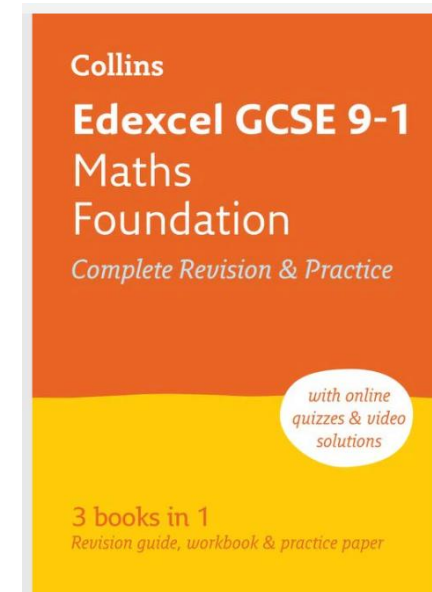 Collins
Edexcel GCSE 9-1
Maths
Foundation
Complete Revision & Practice
with online
quizzes & video
solutions
3 books in 1
Revision guide, workbook & practice paper